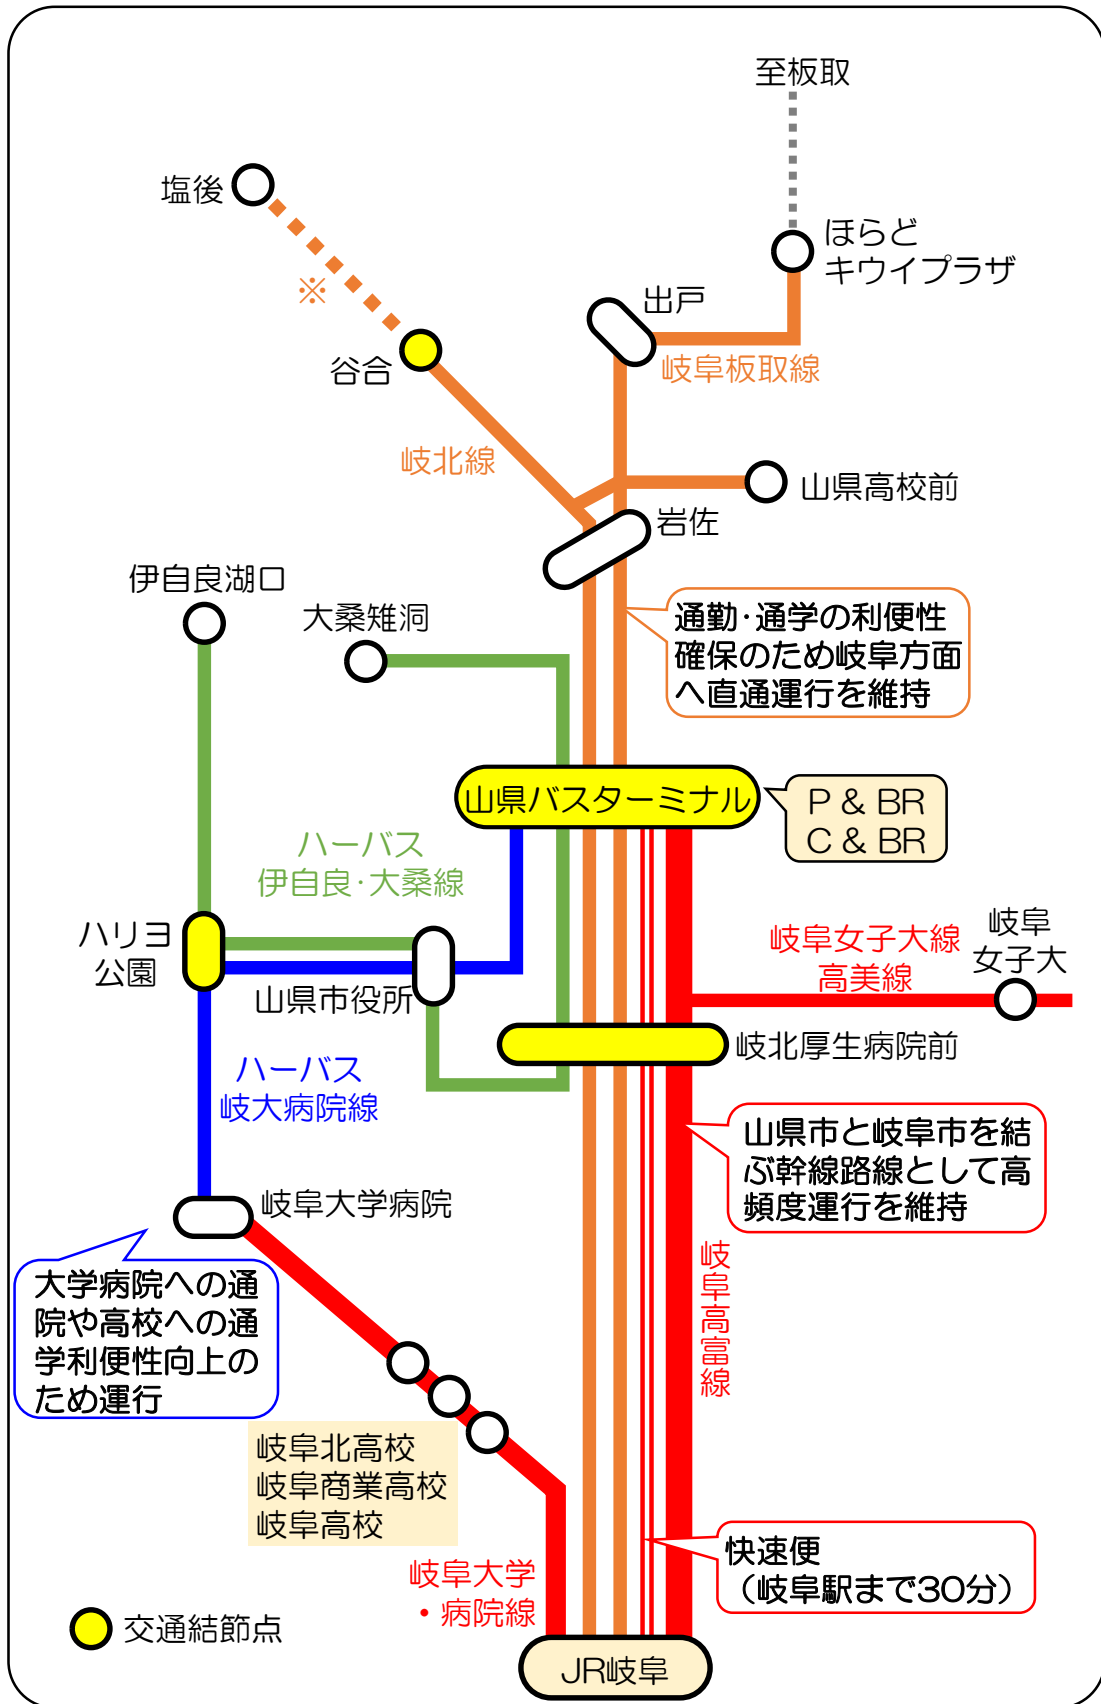 至板取
塩後
ほらど
キウイプラザ
※
出戸
谷合
岐阜板取線
岐北線
山県高校前
岩佐
伊自良湖口
大桑雉洞
通勤･通学の利便性
確保のため岐阜方面
へ直通運行を維持
山県バスターミナル
P & BR
C & BR
ハーバス
伊自良･大桑線
ハリヨ
公園
山県市役所
岐阜女子大線
高美線
岐阜
女子大
岐北厚生病院前
ハーバス
岐大病院線
山県市と岐阜市を結
ぶ幹線路線として高
頻度運行を維持
岐阜大学病院
岐阜高富線
大学病院への通
院や高校への通
学利便性向上の
ため運行
岐阜北高校
岐阜商業高校
岐阜高校
快速便
（岐阜駅まで30分）
岐阜大学
・病院線
交通結節点
JR岐阜